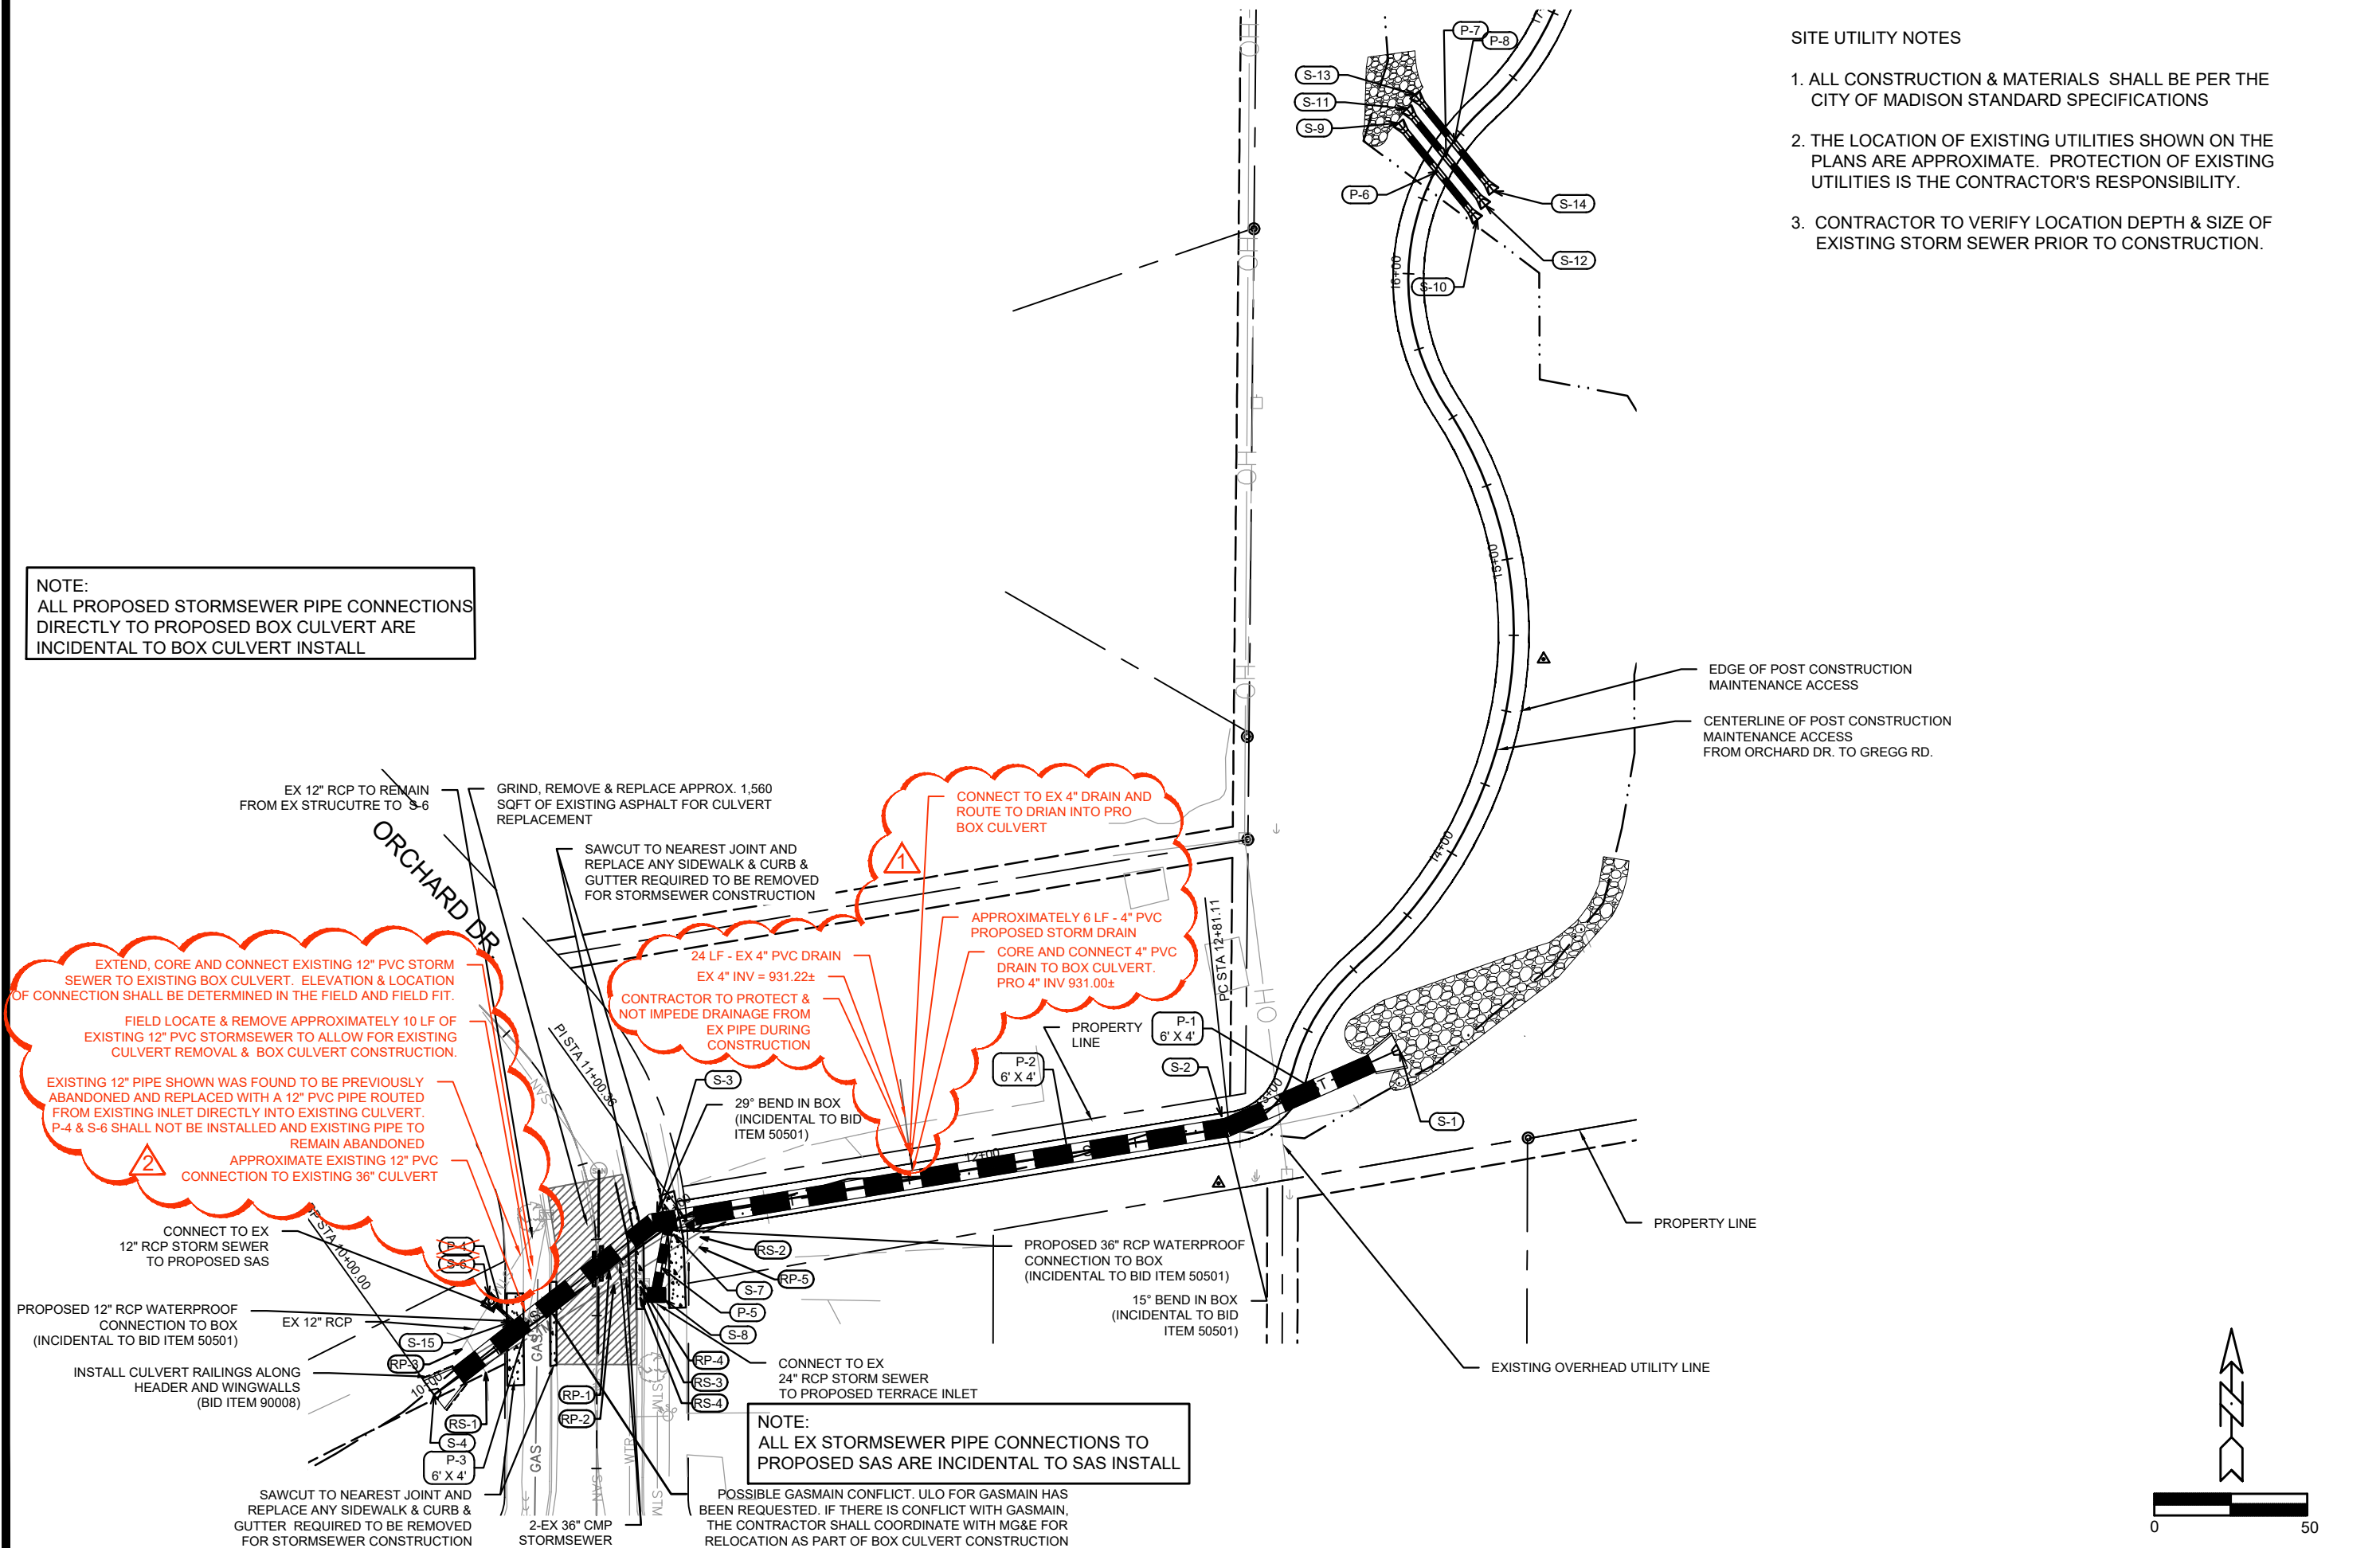 SITE UTILITY NOTES
1. ALL CONSTRUCTION & MATERIALS SHALL BE PER THE
CITY OF MADISON STANDARD SPECIFICATIONS
2. THE LOCATION OF EXISTING UTILITIES SHOWN ON THE
PLANS ARE APPROXIMATE. PROTECTION OF EXISTING
UTILITIES IS THE CONTRACTOR'S RESPONSIBILITY.
3. CONTRACTOR TO VERIFY LOCATION DEPTH & SIZE OF
EXISTING STORM SEWER PRIOR TO CONSTRUCTION.
P-7
P-8
S-13
S-11
S-9
P-6
S-14
S-12
S-10
16+00
15+00
14+00
HO
HO
HO
HO
HO
HO
NOTE:
ALL PROPOSED STORMSEWER PIPE CONNECTIONS
DIRECTLY TO PROPOSED BOX CULVERT ARE
INCIDENTAL TO BOX CULVERT INSTALL
EDGE OF POST CONSTRUCTION
MAINTENANCE ACCESS
CENTERLINE OF POST CONSTRUCTION
MAINTENANCE ACCESS
FROM ORCHARD DR. TO GREGG RD.
EX 12" RCP TO REMAIN
FROM EX STRUCUTRE TO S-6
GRIND, REMOVE & REPLACE APPROX. 1,560
SQFT OF EXISTING ASPHALT FOR CULVERT
REPLACEMENT
ORCHARD DR
SAWCUT TO NEAREST JOINT AND
REPLACE ANY SIDEWALK & CURB &
GUTTER REQUIRED TO BE REMOVED
FOR STORMSEWER CONSTRUCTION
CONNECT TO EX 4" DRAIN AND
ROUTE TO DRIAN INTO PRO
BOX CULVERT
1
APPROXIMATELY 6 LF - 4" PVC
PROPOSED STORM DRAIN
CORE AND CONNECT 4" PVC
DRAIN TO BOX CULVERT.
PRO 4" INV 931.00±
24 LF - EX 4" PVC DRAIN
EX 4" INV = 931.22±
CONTRACTOR TO PROTECT &
NOT IMPEDE DRAINAGE FROM
EX PIPE DURING
CONSTRUCTION
EXTEND, CORE AND CONNECT EXISTING 12" PVC STORM
SEWER TO EXISTING BOX CULVERT. ELEVATION & LOCATION
OF CONNECTION SHALL BE DETERMINED IN THE FIELD AND FIELD FIT.
FIELD LOCATE & REMOVE APPROXIMATELY 10 LF OF
EXISTING 12" PVC STORMSEWER TO ALLOW FOR EXISTING
CULVERT REMOVAL & BOX CULVERT CONSTRUCTION.
EXISTING 12" PIPE SHOWN WAS FOUND TO BE PREVIOUSLY
ABANDONED AND REPLACED WITH A 12" PVC PIPE ROUTED
FROM EXISTING INLET DIRECTLY INTO EXISTING CULVERT.
P-4 & S-6 SHALL NOT BE INSTALLED AND EXISTING PIPE TO
REMAIN ABANDONED
2
APPROXIMATE EXISTING 12" PVC
CONNECTION TO EXISTING 36" CULVERT
PC STA 12+81.11
PI STA 11+00.36
12+00
PROPERTY
LINE
P-1
6' X 4'
P-2
6' X 4'
S-2
S-1
S-3
29° BEND IN BOX
(INCIDENTAL TO BID
ITEM 50501)
PROPERTY LINE
CONNECT TO EX
12" RCP STORM SEWER
TO PROPOSED SAS
P-4
S-6
PROPOSED 12" RCP WATERPROOF
CONNECTION TO BOX
(INCIDENTAL TO BID ITEM 50501)
EX 12" RCP
S-15
RP-3
INSTALL CULVERT RAILINGS ALONG
HEADER AND WINGWALLS
(BID ITEM 90008)
10+00
RS-1
S-4
P-3
6' X 4'
RS-2
RP-5
S-7
P-5
S-8
RP-4
RS-3
RS-4
RP-1
RP-2
PROPOSED 36" RCP WATERPROOF
CONNECTION TO BOX
(INCIDENTAL TO BID ITEM 50501)
15° BEND IN BOX
(INCIDENTAL TO BID
ITEM 50501)
EXISTING OVERHEAD UTILITY LINE
CONNECT TO EX
24" RCP STORM SEWER
TO PROPOSED TERRACE INLET
NOTE:
ALL EX STORMSEWER PIPE CONNECTIONS TO
PROPOSED SAS ARE INCIDENTAL TO SAS INSTALL
GAS
GAS
SAN
SAN
WTR
STM
STM
SAWCUT TO NEAREST JOINT AND
REPLACE ANY SIDEWALK & CURB &
GUTTER REQUIRED TO BE REMOVED
FOR STORMSEWER CONSTRUCTION
2-EX 36" CMP
STORMSEWER
POSSIBLE GASMAIN CONFLICT. ULO FOR GASMAIN HAS
BEEN REQUESTED. IF THERE IS CONFLICT WITH GASMAIN,
THE CONTRACTOR SHALL COORDINATE WITH MG&E FOR
RELOCATION AS PART OF BOX CULVERT CONSTRUCTION
N
0 50